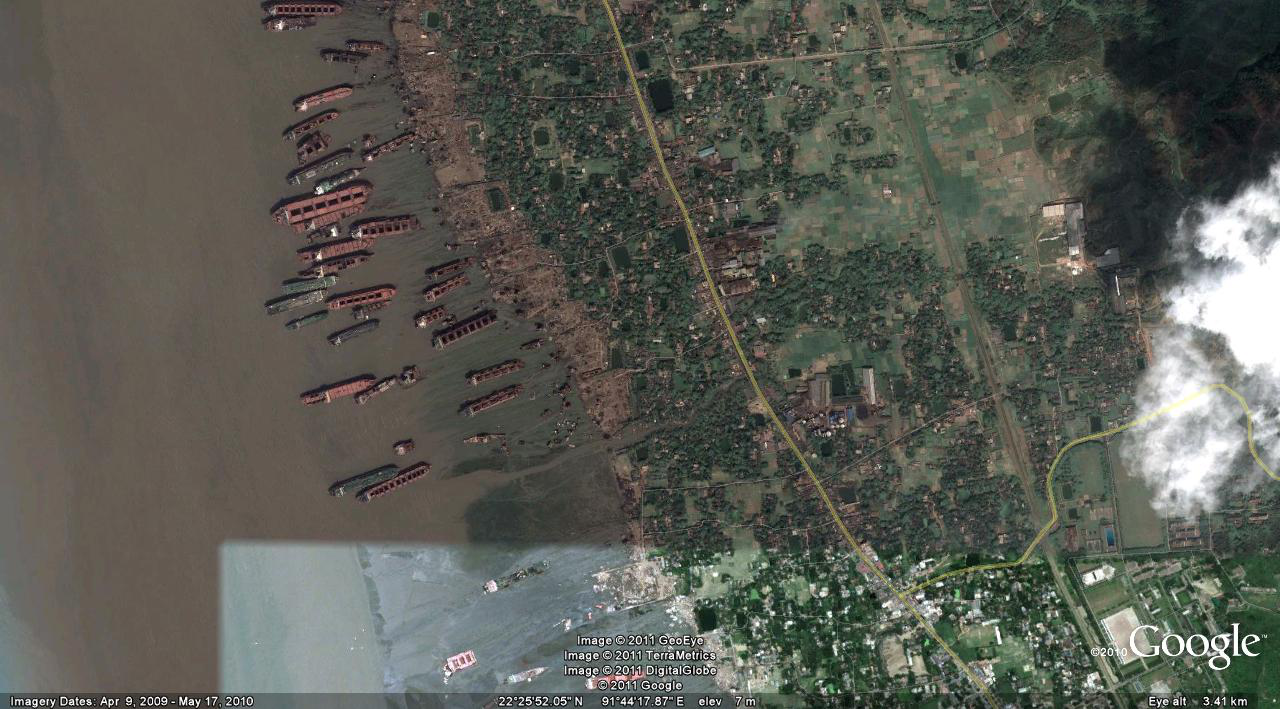 ©2010 Google™
Image © 2011 GeoEye
Image © 2011 TerraMetrics
Image © 2011 DigitalGlobe
© 2011 Google
Imagery Dates: Apr 9, 2009 - May 17, 2010 22°25'52.05" N 91°44'17.87" E elev 7 m Eye alt 3.41 km